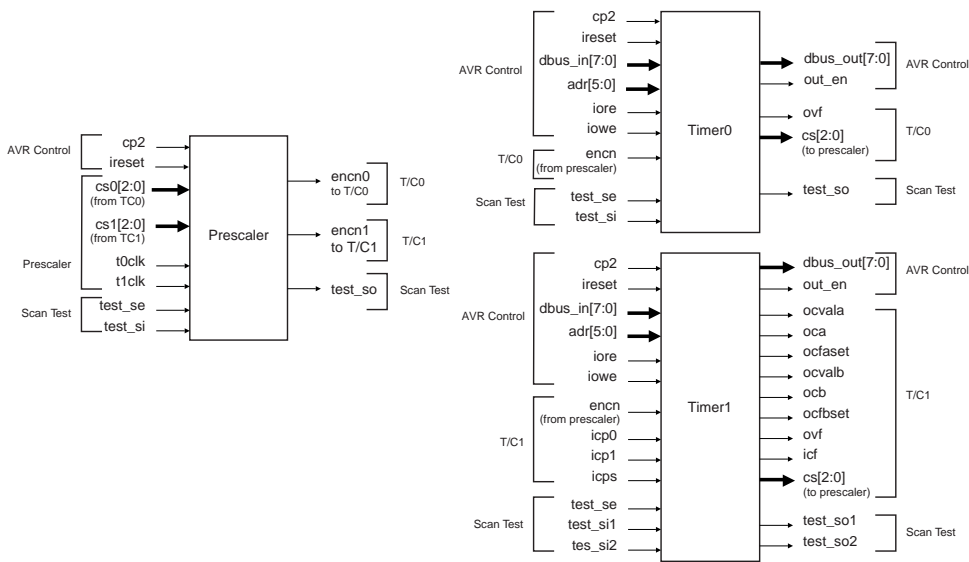 AVR Control
cp2
ireset
cs0[2:0]
(from TC0)
cs1[2:0]
(from TC1)
Prescaler
t0clk
t1clk
Scan Test
test_se
test_si
Prescaler
encn0
to T/C0
T/C0
encn1
to T/C1
T/C1
test_so
Scan Test
AVR Control
cp2
ireset
dbus_in[7:0]
adr[5:0]
iore
iowe
T/C0
encn
(from prescaler)
Scan Test
test_se
test_si
Timer0
dbus_out[7:0]
out_en
AVR Control
ovf
cs[2:0]
(to prescaler)
T/C0
test_so
Scan Test
AVR Control
cp2
ireset
dbus_in[7:0]
adr[5:0]
iore
iowe
T/C1
encn
(from prescaler)
icp0
icp1
icps
Scan Test
test_se
test_si1
tes_si2
Timer1
dbus_out[7:0]
out_en
AVR Control
ocvala
oca
ocfaset
ocvalb
ocb
ocfbset
ovf
icf
cs[2:0]
(to prescaler)
T/C1
test_so1
test_so2
Scan Test